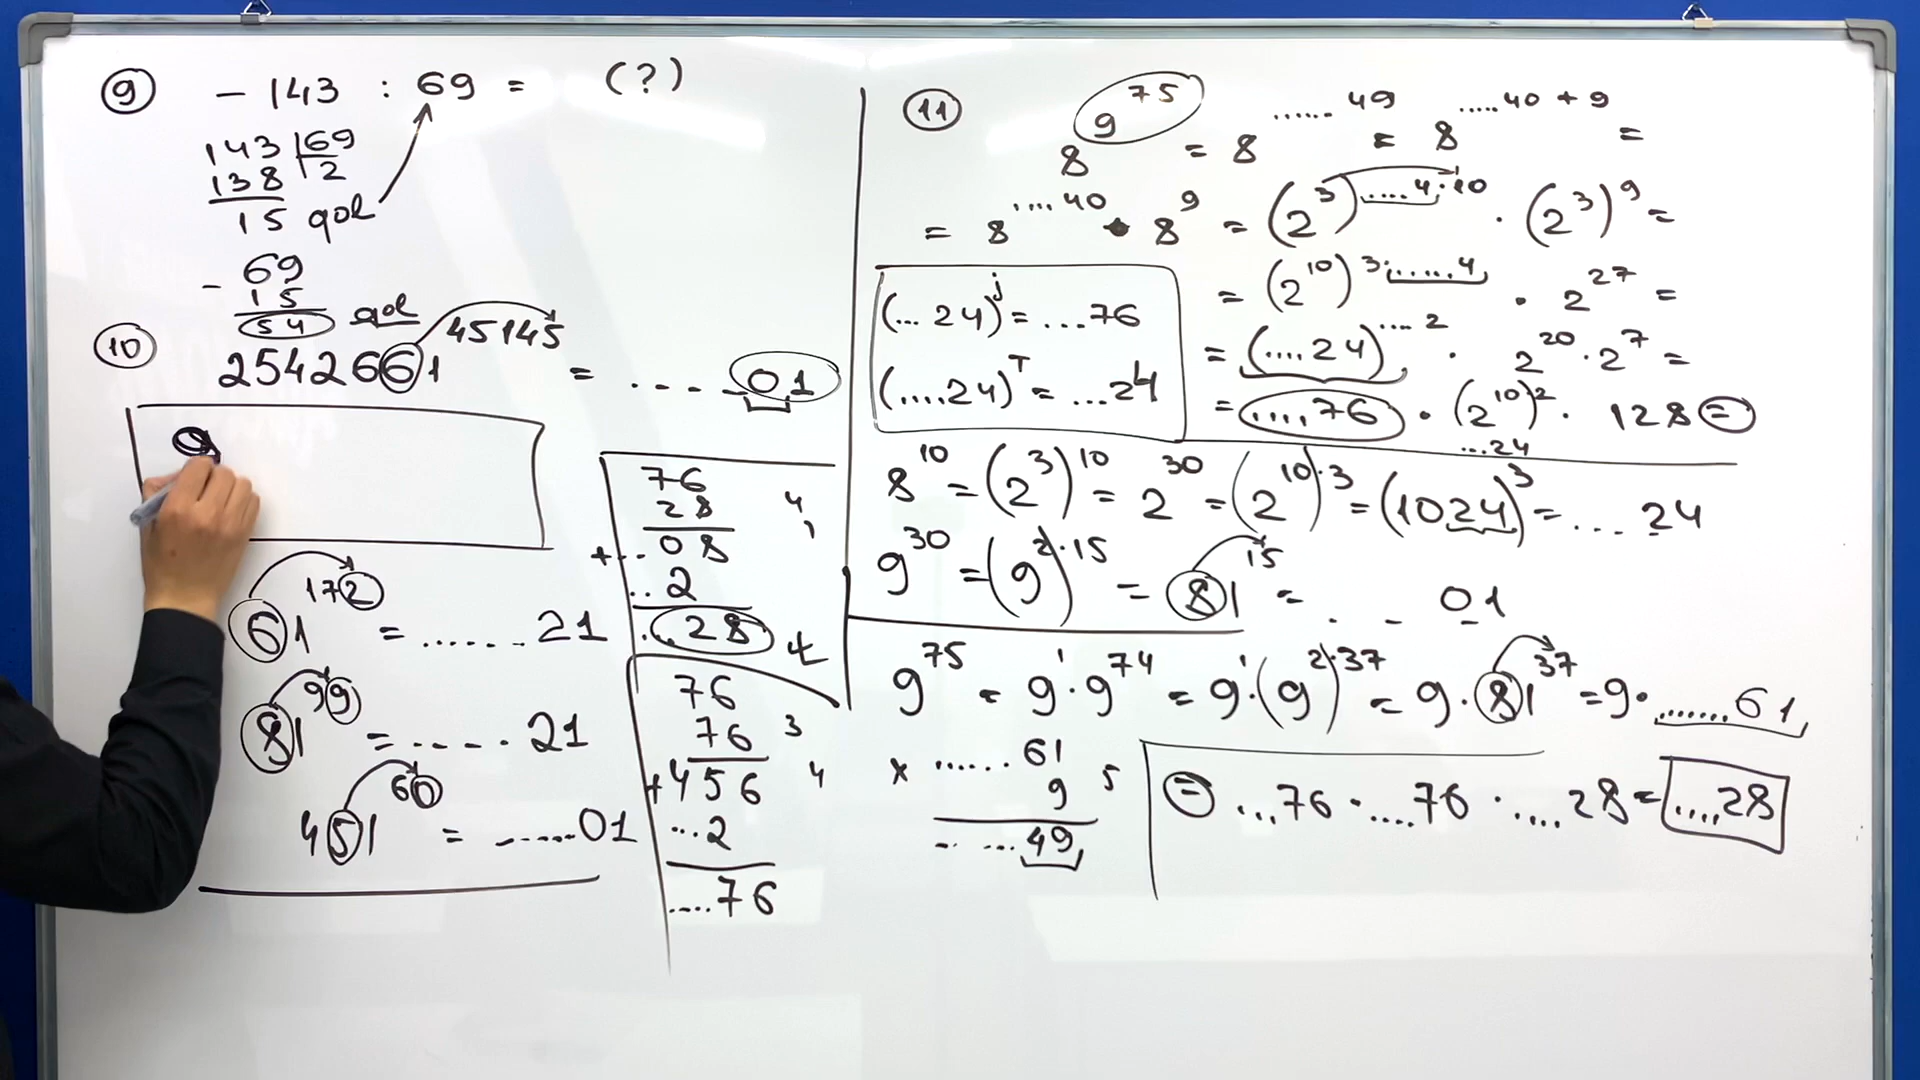 9 - 143 : 69 = (?)
143 | 69
138 2
15 qol
- 69
15
54 qol
10 2542661^45145 = ....01
61^172 = ......21
81^99 = .....21
451^60 = ......01
76
28 4
+...08
..2
...28
76
76 3
+456 4
...2
....76
11 8^9^75 = 8^......49 = 8^.....40+9 =
= 8^....40 · 8^9 = (2^3)^....4·10 · (2^3)^9 =
= (2^10)^3·......4 · 2^27 =
= (....24)^....2 · 2^20 · 2^7 =
= ....76 · (2^10)^2 · 128 =
...24
(...24)^j = ...76
(....24)^T = ...24
8^10 = (2^3)^10 = 2^30 = (2^10)^3 = (1024)^3 = ...24
9^30 = (9^2)^15 = 81^15 = ...01
9^75 = 9^1 · 9^74 = 9^1 · (9^2)^37 = 9 · 81^37 = 9 · .......61
x ......61
9 5
.....49
= ...76 · ....76 · ....28 = ....28